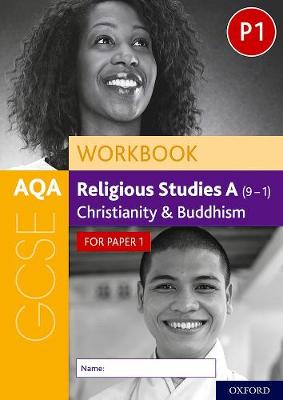 P1
WORKBOOK
AQA
GCSE
Religious Studies A (9–1)
Christianity & Buddhism
FOR PAPER 1
Name:
OXFORD